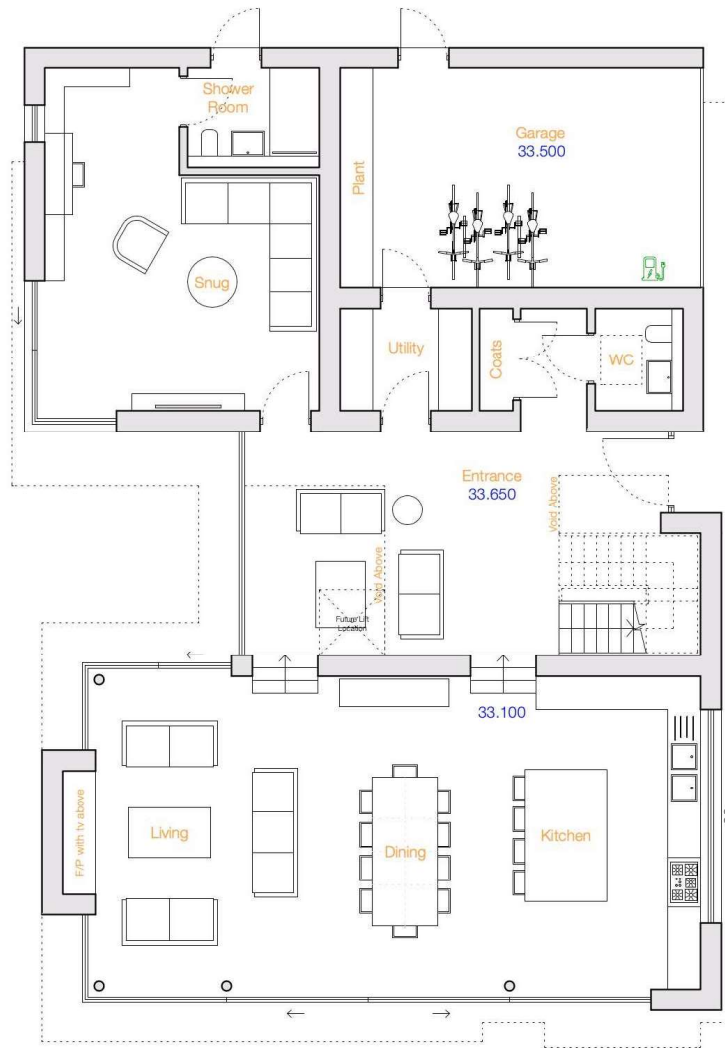 Shower
Room
Garage
33.500
Plant
Snug
Utility
Coats
WC
Entrance
33.650
Void Above
Void Above
Future Lift
Location
33.100
F/P with tv above
Living
Dining
Kitchen